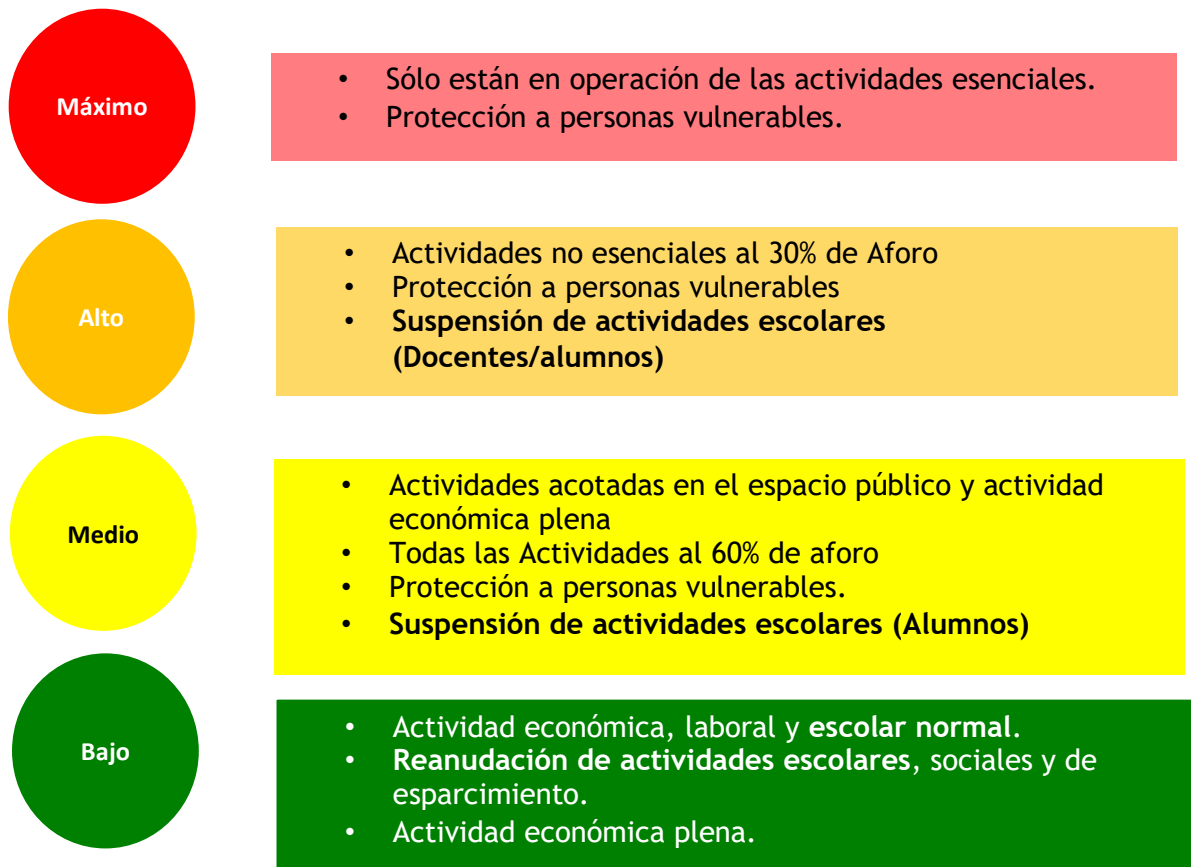 Máximo
• Sólo están en operación de las actividades esenciales.
• Protección a personas vulnerables.
Alto
• Actividades no esenciales al 30% de Aforo
• Protección a personas vulnerables
• Suspensión de actividades escolares
(Docentes/alumnos)
Medio
• Actividades acotadas en el espacio público y actividad
económica plena
• Todas las Actividades al 60% de aforo
• Protección a personas vulnerables.
• Suspensión de actividades escolares (Alumnos)
Bajo
• Actividad económica, laboral y escolar normal.
• Reanudación de actividades escolares, sociales y de
esparcimiento.
• Actividad económica plena.